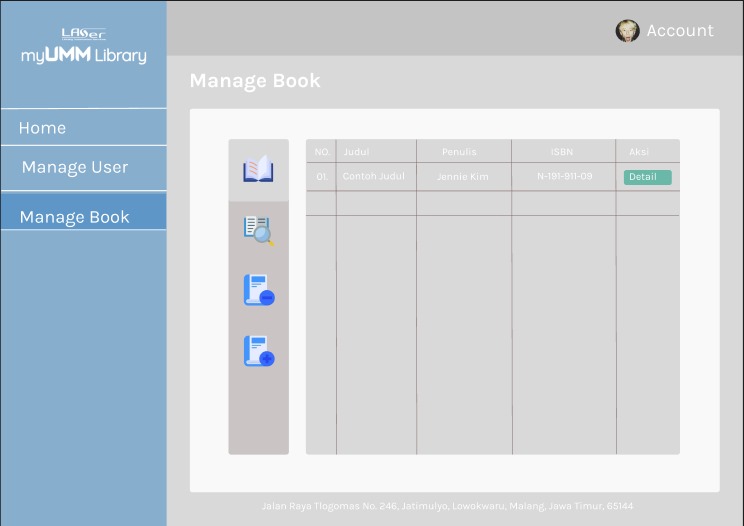 LASer
myUMM Library
Account
Home
Manage User
Manage Book
Manage Book
NO. Judul Penulis ISBN Aksi
01. Contoh Judul Jennie Kim N-191-911-09 Detail
Jalan Raya Tlogomas No. 246, Jatimulyo, Lowokwaru, Malang, Jawa Timur, 65144